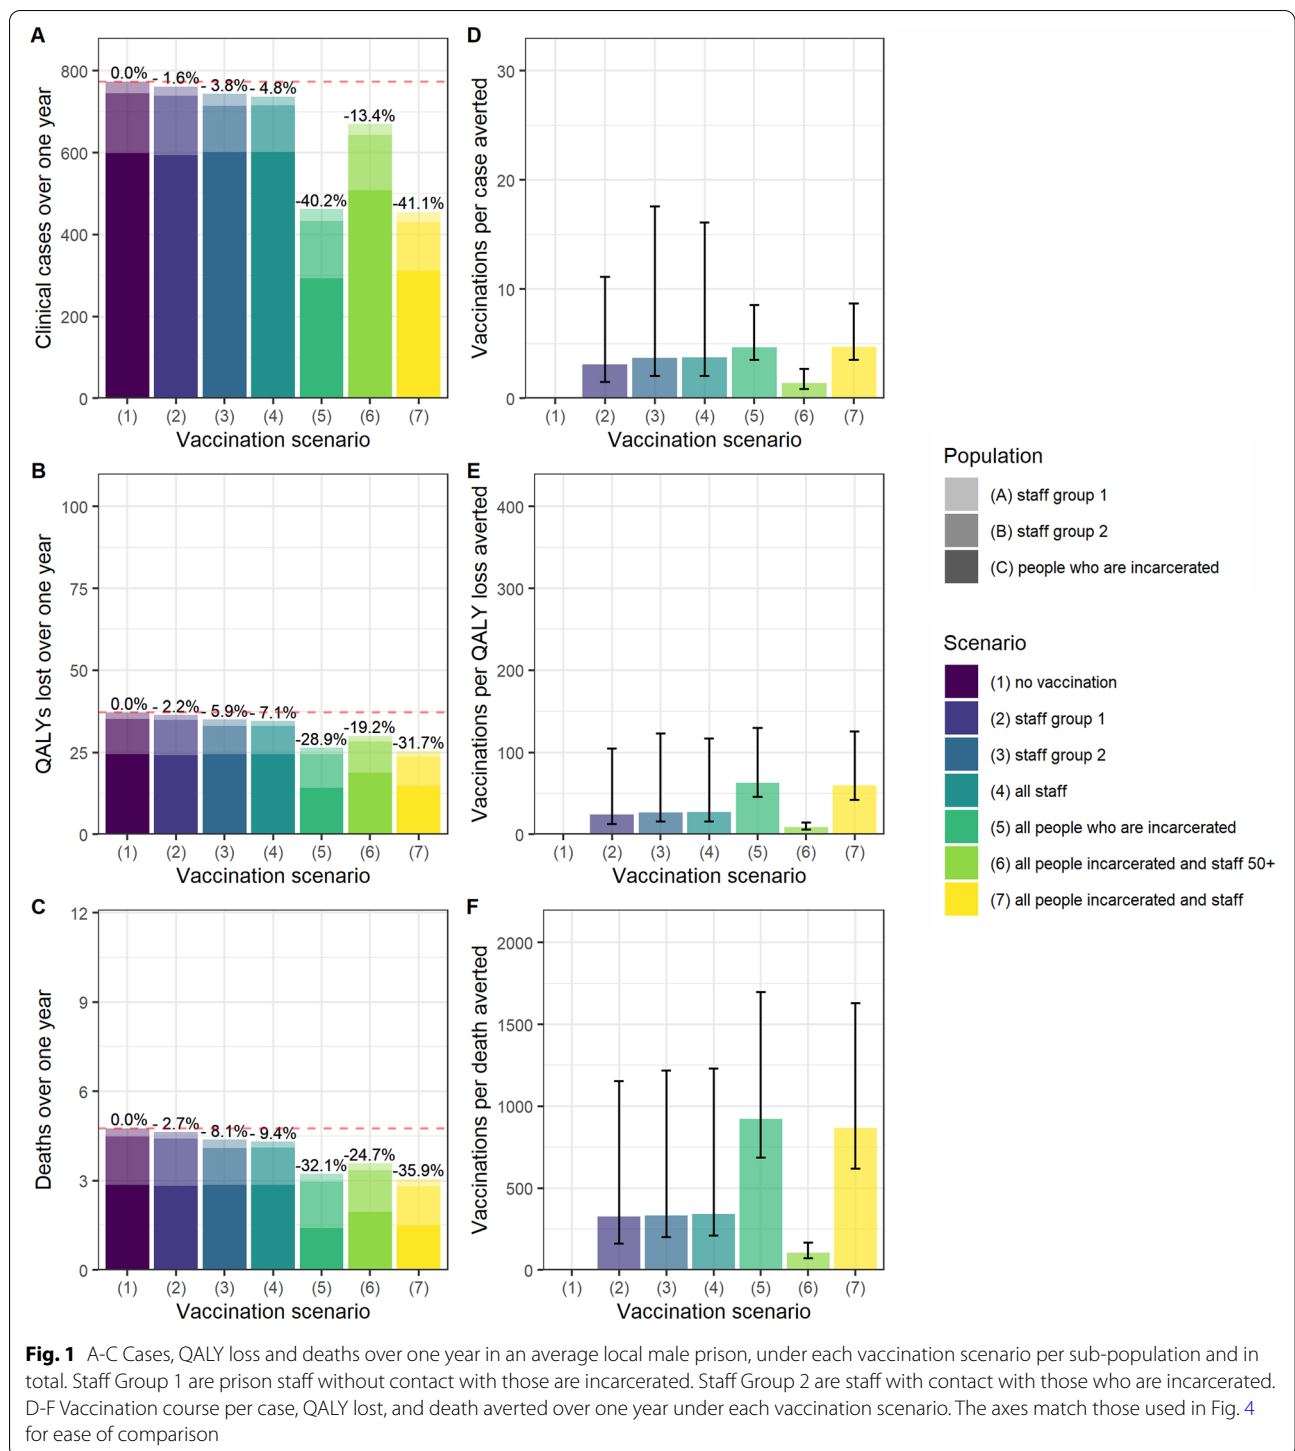 A
Clinical cases over one year
800
600
400
200
0
0.0%
- 1.6%
- 3.8%
- 4.8%
-40.2%
-13.4%
-41.1%
(1) (2) (3) (4) (5) (6) (7)
Vaccination scenario
D
Vaccinations per case averted
30
20
10
0
(1) (2) (3) (4) (5) (6) (7)
Vaccination scenario
B
QALYs lost over one year
100
75
50
25
0
0.0%
- 2.2%
- 5.9%
- 7.1%
-28.9%
-19.2%
-31.7%
(1) (2) (3) (4) (5) (6) (7)
Vaccination scenario
E
Vaccinations per QALY loss averted
400
300
200
100
0
(1) (2) (3) (4) (5) (6) (7)
Vaccination scenario
C
Deaths over one year
12
9
6
3
0
0.0%
- 2.7%
- 8.1%
- 9.4%
-32.1%
-24.7%
-35.9%
(1) (2) (3) (4) (5) (6) (7)
Vaccination scenario
F
Vaccinations per death averted
2000
1500
1000
500
0
(1) (2) (3) (4) (5) (6) (7)
Vaccination scenario
Population
(A) staff group 1
(B) staff group 2
(C) people who are incarcerated
Scenario
(1) no vaccination
(2) staff group 1
(3) staff group 2
(4) all staff
(5) all people who are incarcerated
(6) all people incarcerated and staff 50+
(7) all people incarcerated and staff
Fig. 1 A-C Cases, QALY loss and deaths over one year in an average local male prison, under each vaccination scenario per sub-population and in
total. Staff Group 1 are prison staff without contact with those are incarcerated. Staff Group 2 are staff with contact with those who are incarcerated.
D-F Vaccination course per case, QALY lost, and death averted over one year under each vaccination scenario. The axes match those used in Fig. 4
for ease of comparison